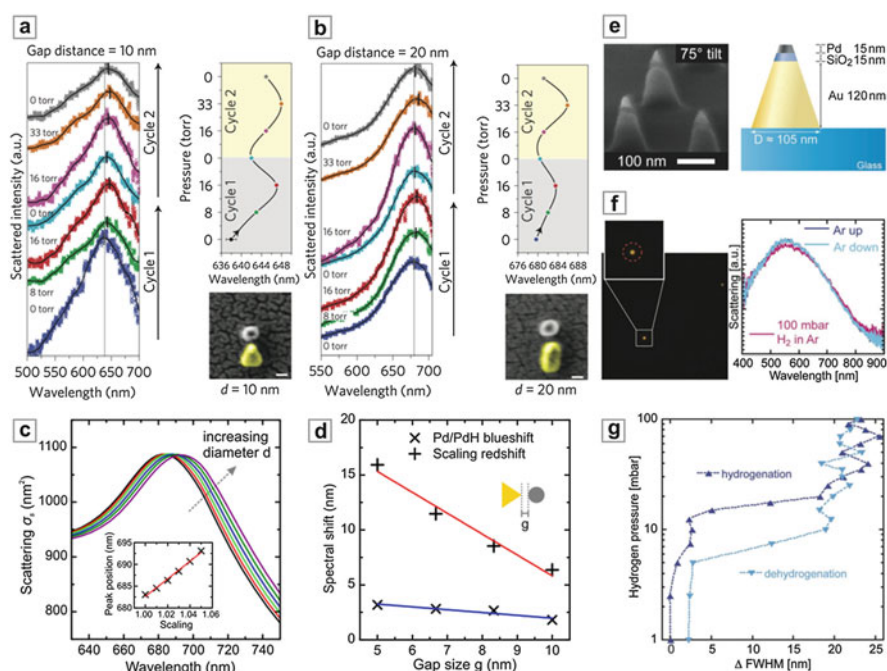 a
Gap distance = 10 nm
Scattered intensity (a.u.)
0 torr
33 torr
16 torr
0 torr
16 torr
8 torr
0 torr
Cycle 2
Cycle 1
500 550 600 650 700
Wavelength (nm)
Pressure (torr)
0
33
16
0
16
8
0
Cycle 2
Cycle 1
636 640 644 648
Wavelength (nm)
d = 10 nm
b
Gap distance = 20 nm
Scattered intensity (a.u.)
0 torr
33 torr
16 torr
0 torr
16 torr
8 torr
0 torr
Cycle 2
Cycle 1
550 600 650 700
Wavelength (nm)
Pressure (torr)
0
33
16
0
16
8
0
Cycle 2
Cycle 1
676 680 684 688
Wavelength (nm)
d = 20 nm
e
75° tilt
100 nm
Pd 15nm
SiO2 15nm
Au 120nm
D ≈ 105 nm
Glass
f
Scattering [a.u.]
Ar up
Ar down
100 mbar
H2 in Ar
400 500 600 700 800 900
Wavelength [nm]
c
increasing
diameter d
Scattering σs (nm²)
1100
1050
1000
950
900
850
800
Peak position (nm)
695
690
685
680
1.00 1.02 1.04 1.06
Scaling
640 660 680 700 720 740
Wavelength (nm)
d
Pd/PdH blueshift
Scaling redshift
g
Spectral shift (nm)
20
15
10
5
0
5 6 7 8 9 10
Gap size g (nm)
g
Hydrogen pressure [mbar]
100
10
1
hydrogenation
dehydrogenation
0 5 10 15 20 25
Δ FWHM [nm]